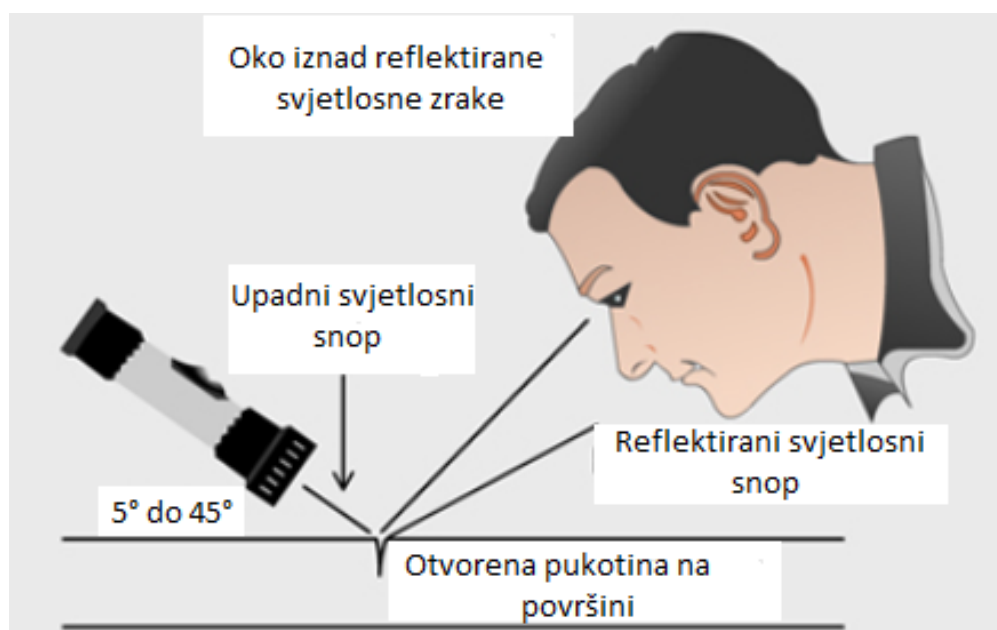 Oko iznad reflektirane
svjetlosne zrake
Upadni svjetlosni
snop
Reflektirani svjetlosni
snop
5° do 45°
Otvorena pukotina na
površini